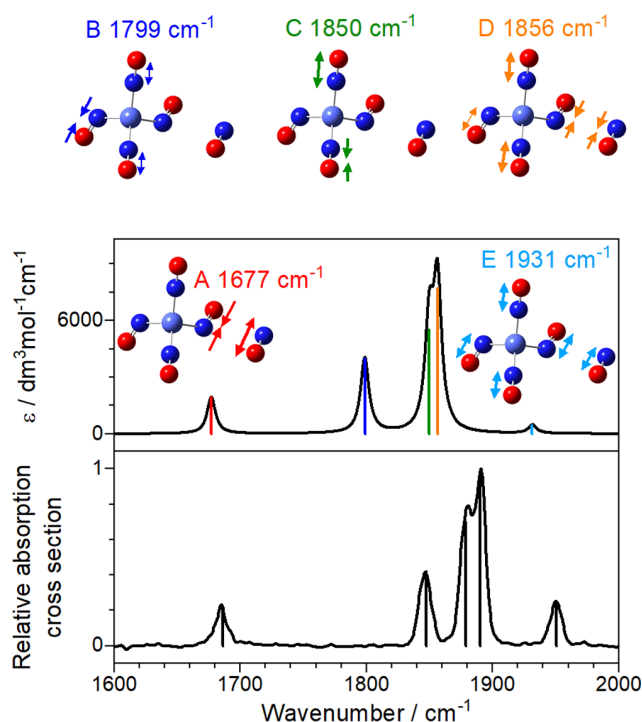 B 1799 cm⁻¹
C 1850 cm⁻¹
D 1856 cm⁻¹
A 1677 cm⁻¹
E 1931 cm⁻¹
ε / dm³mol⁻¹cm⁻¹
6000
0
Relative absorption
cross section
1
0
1600
1700
1800
1900
2000
Wavenumber / cm⁻¹